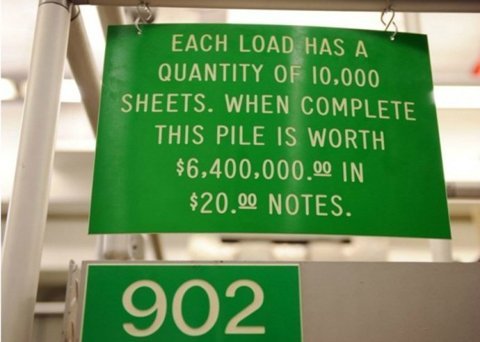 EACH LOAD HAS A
QUANTITY OF 10,000
SHEETS. WHEN COMPLETE
THIS PILE IS WORTH
$6,400,000.00 IN
$20.00 NOTES.
902